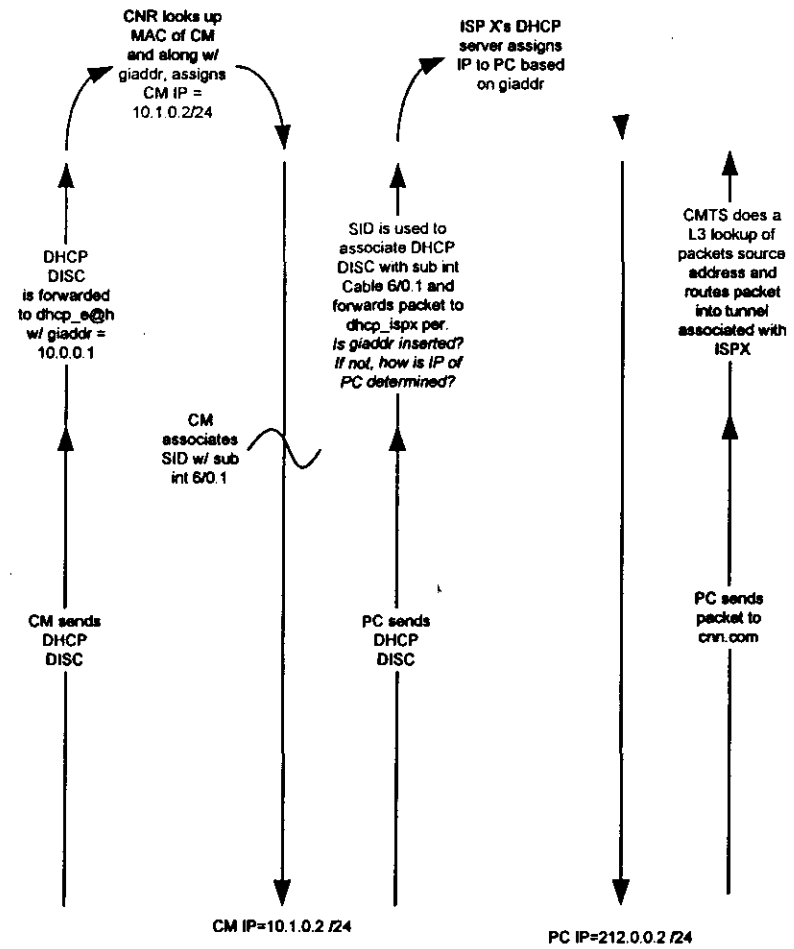 CNR looks up
MAC of CM
and along w/
giaddr, assigns
CM IP =
10.1.0.2/24
ISP X's DHCP
server assigns
IP to PC based
on giaddr
DHCP
DISC
is forwarded
to dhcp_e@h
w/ giaddr =
10.0.0.1
SID is used to
associate DHCP
DISC with sub int
Cable 6/0.1 and
forwards packet to
dhcp_ispx per.
Is giaddr inserted?
If not, how is IP of
PC determined?
CMTS does a
L3 lookup of
packets source
address and
routes packet
into tunnel
associated with
ISPX
CM
associates
SID w/ sub
int 6/0.1
CM sends
DHCP
DISC
PC sends
DHCP
DISC
PC sends
packet to
cnn.com
CM IP=10.1.0.2 /24
PC IP=212.0.0.2 /24